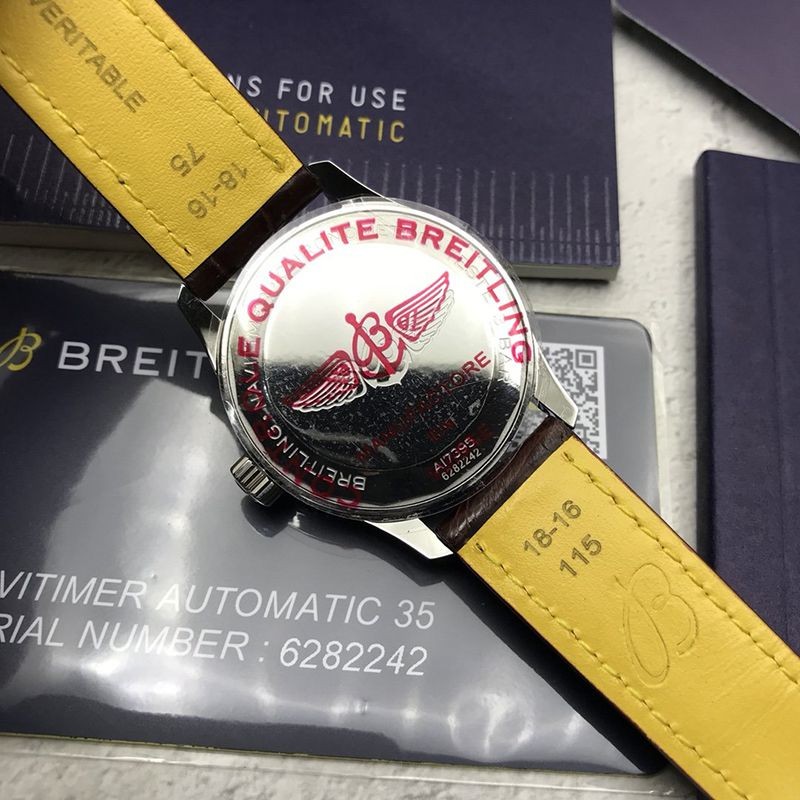 VERITABLE
18-16
75
NS FOR USE
UTOMATIC
B BREIT
QUALITE BREITLING
BREITLING
A17395
6282242
18-16
115
B
VITIMER AUTOMATIC 35
RIAL NUMBER : 6282242